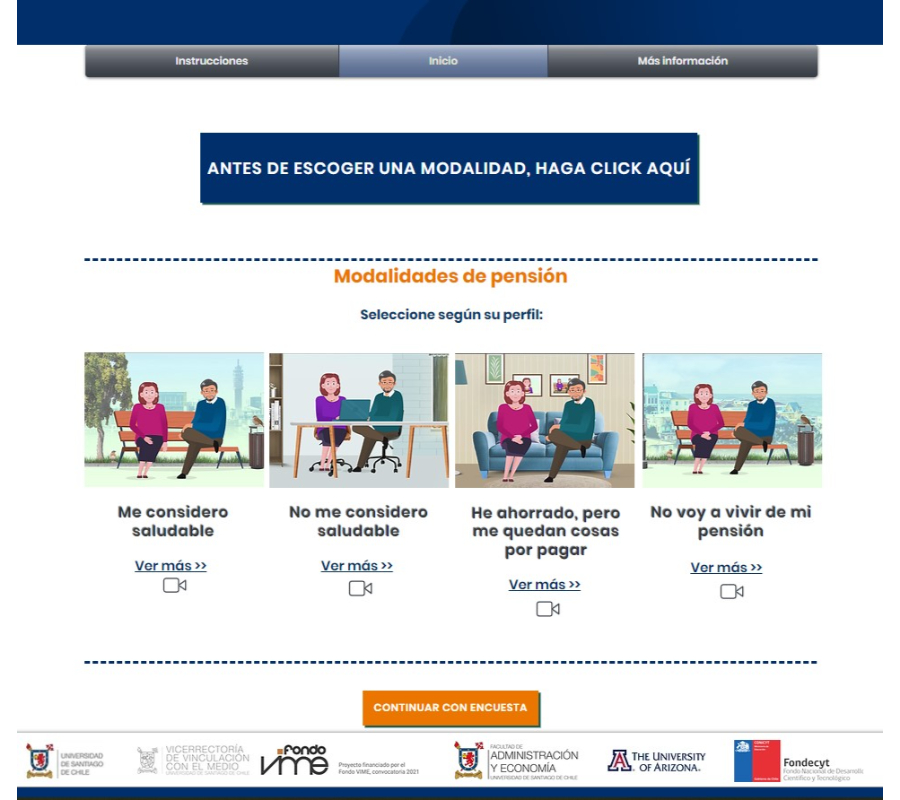 Instrucciones
Inicio
Más información
ANTES DE ESCOGER UNA MODALIDAD, HAGA CLICK AQUÍ
Modalidades de pensión
Seleccione según su perfil:
Me considero
saludable
Ver más >>
No me considero
saludable
Ver más >>
He ahorrado, pero
me quedan cosas
por pagar
Ver más >>
No voy a vivir de mi
pensión
Ver más >>
CONTINUAR CON ENCUESTA
UNIVERSIDAD
DE SANTIAGO
DE CHILE
VICERRECTORÍA
DE VINCULACIÓN
CON EL MEDIO
UNIVERSIDAD DE SANTIAGO DE CHILE
Fondo
VIME
Proyecto financiado por el
Fondo VIME, convocatoria 2021
FACULTAD DE
ADMINISTRACIÓN
Y ECONOMÍA
UNIVERSIDAD DE SANTIAGO DE CHILE
THE UNIVERSITY
OF ARIZONA.
Fondecyt
Fondo Nacional de Desarrollo
Científico y Tecnológico